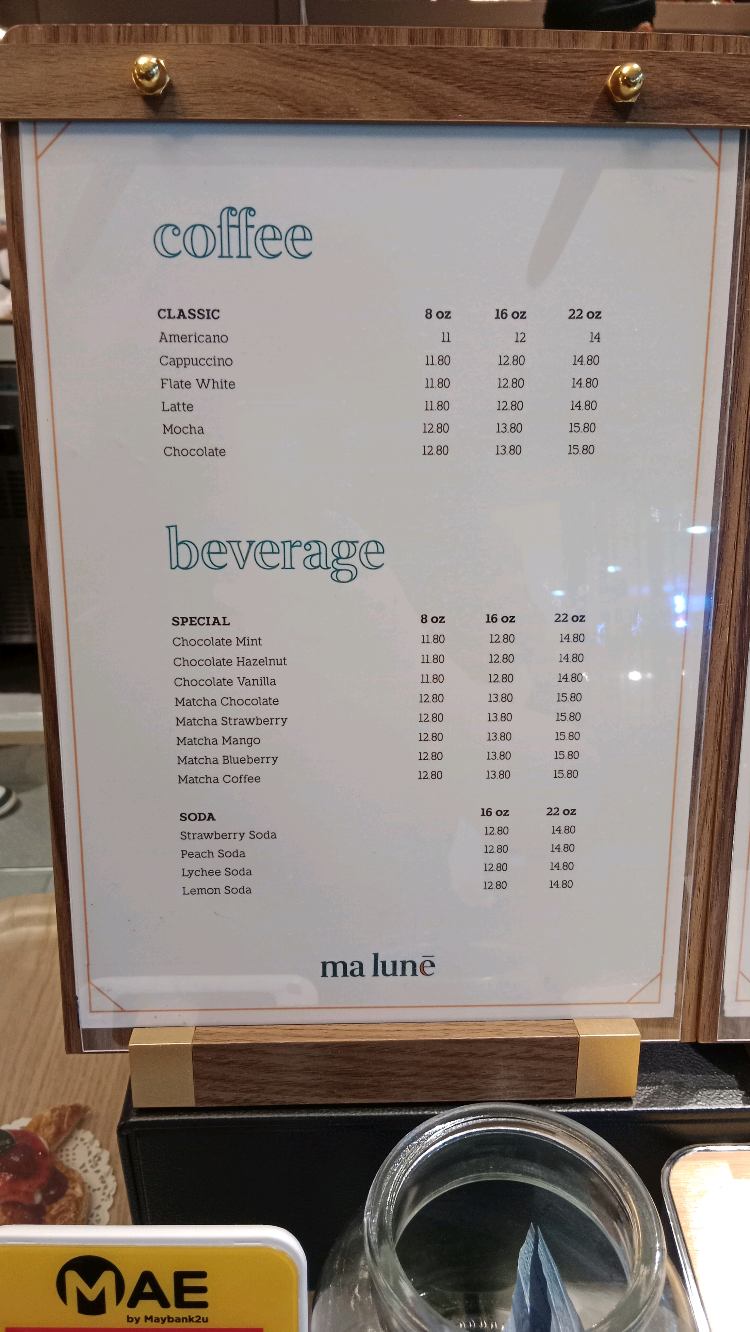 coffee
CLASSIC 8 oz 16 oz 22 oz
Americano 11 12 14
Cappuccino 11.80 12.80 14.80
Flate White 11.80 12.80 14.80
Latte 11.80 12.80 14.80
Mocha 12.80 13.80 15.80
Chocolate 12.80 13.80 15.80
beverage
SPECIAL 8 oz 16 oz 22 oz
Chocolate Mint 11.80 12.80 14.80
Chocolate Hazelnut 11.80 12.80 14.80
Chocolate Vanilla 11.80 12.80 14.80
Matcha Chocolate 12.80 13.80 15.80
Matcha Strawberry 12.80 13.80 15.80
Matcha Mango 12.80 13.80 15.80
Matcha Blueberry 12.80 13.80 15.80
Matcha Coffee 12.80 13.80 15.80
SODA 16 oz 22 oz
Strawberry Soda 12.80 14.80
Peach Soda 12.80 14.80
Lychee Soda 12.80 14.80
Lemon Soda 12.80 14.80
ma lunē
MAE
by Maybank2u